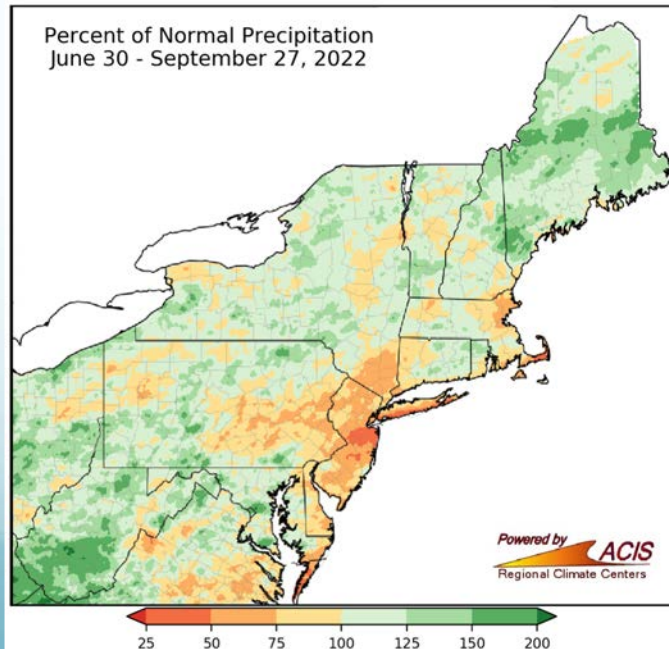 Percent of Normal Precipitation
June 30 - September 27, 2022
Powered by
ACIS
Regional Climate Centers
25 50 75 100 125 150 200